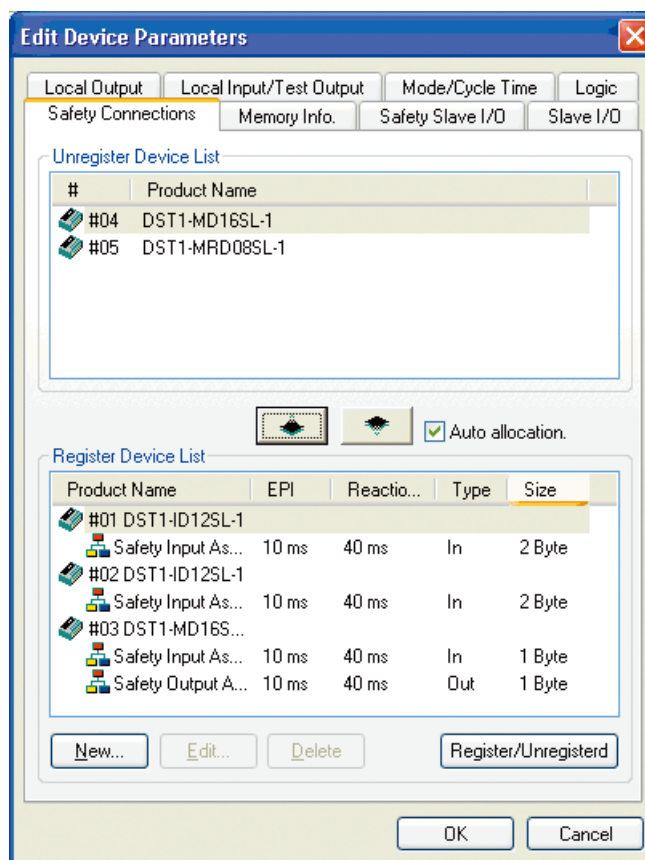 Edit Device Parameters
Local Output Local Input/Test Output Mode/Cycle Time Logic
Safety Connections Memory Info. Safety Slave I/O Slave I/O
Unregister Device List
# Product Name
#04 DST1-MD16SL-1
#05 DST1-MRD08SL-1
Auto allocation.
Register Device List
Product Name EPI Reactio... Type Size
#01 DST1-ID12SL-1
Safety Input As... 10 ms 40 ms In 2 Byte
#02 DST1-ID12SL-1
Safety Input As... 10 ms 40 ms In 2 Byte
#03 DST1-MD16S...
Safety Input As... 10 ms 40 ms In 1 Byte
Safety Output A... 10 ms 40 ms Out 1 Byte
New... Edit... Delete Register/Unregisterd
OK Cancel